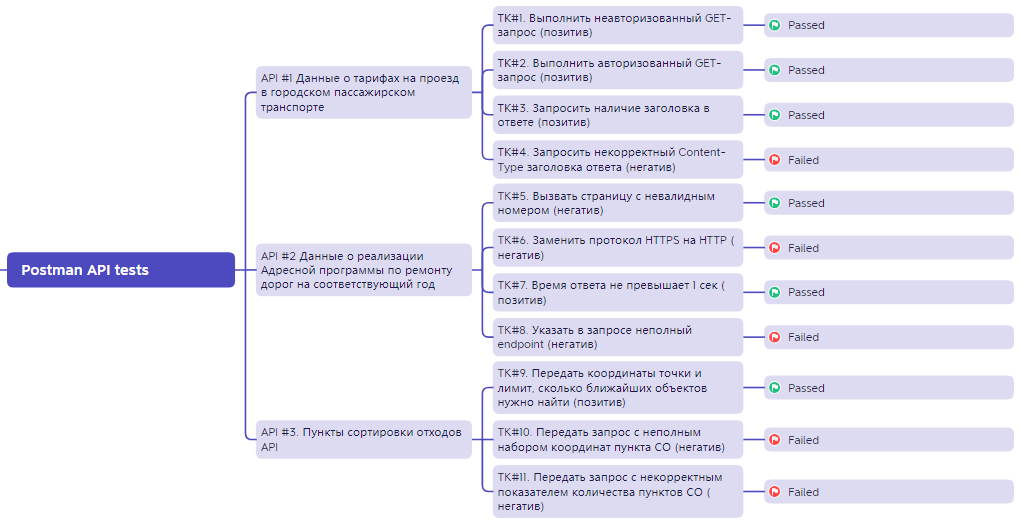 Postman API tests
API #1 Данные о тарифах на проезд
в городском пассажирском
транспорте
ТК#1. Выполнить неавторизованный GET-
запрос (позитив)
Passed
ТК#2. Выполнить авторизованный GET-
запрос (позитив)
Passed
ТК#3. Запросить наличие заголовка в
ответе (позитив)
Passed
ТК#4. Запросить некорректный Content-
Type заголовка ответа (негатив)
Failed
API #2 Данные о реализации
Адресной программы по ремонту
дорог на соответствующий год
ТК#5. Вызвать страницу с невалидным
номером (негатив)
Passed
ТК#6. Заменить протокол HTTPS на HTTP (
негатив)
Failed
ТК#7. Время ответа не превышает 1 сек (
позитив)
Passed
ТК#8. Указать в запросе неполный
endpoint (негатив)
Failed
API #3. Пункты сортировки отходов
API
ТК#9. Передать координаты точки и
лимит, сколько ближайших объектов
нужно найти (позитив)
Passed
ТК#10. Передать запрос с неполным
набором координат пункта СО (негатив)
Failed
ТК#11. Передать запрос с некорректным
показателем количества пунктов СО (
негатив)
Failed